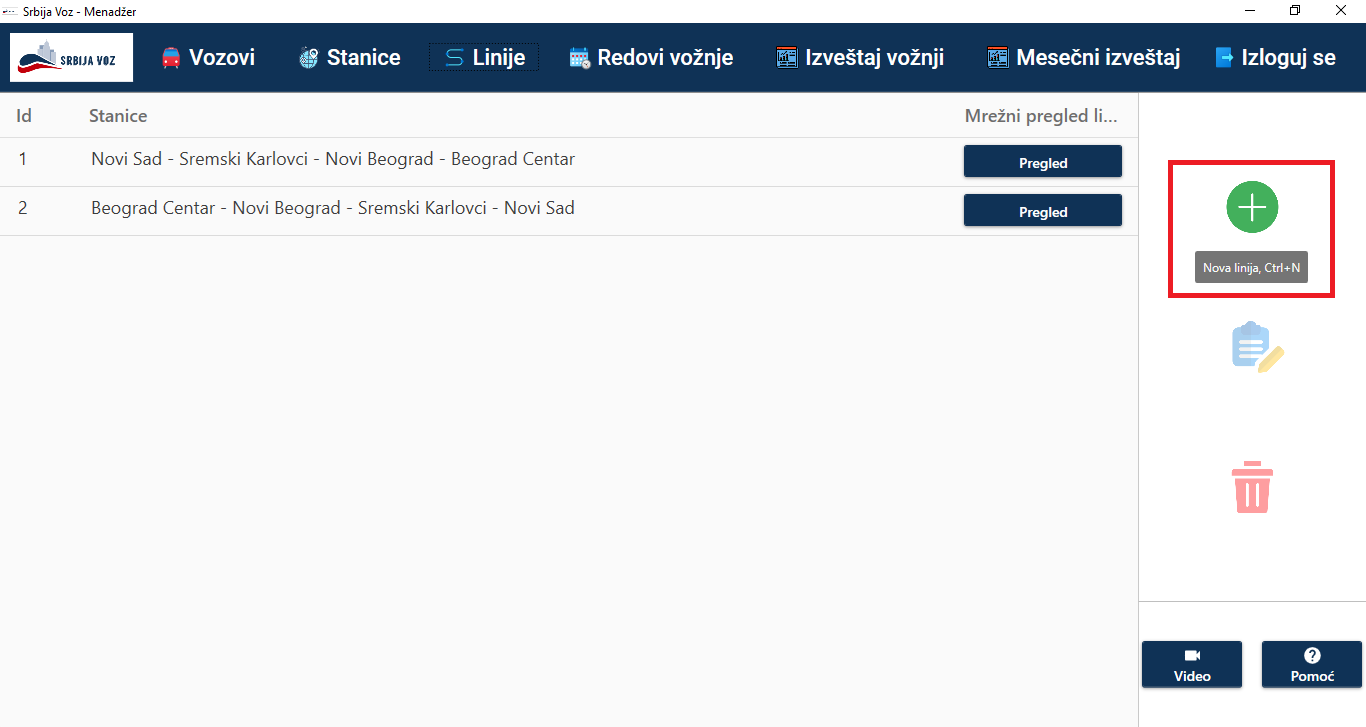 Srbija Voz - Menadžer
SRBIJA VOZ
Vozovi
Stanice
Linije
Redovi vožnje
Izveštaj vožnji
Mesečni izveštaj
Izloguj se
Id Stanice Mrežni pregled li...
1 Novi Sad - Sremski Karlovci - Novi Beograd - Beograd Centar Pregled
2 Beograd Centar - Novi Beograd - Sremski Karlovci - Novi Sad Pregled
Nova linija, Ctrl+N
Video
Pomoć